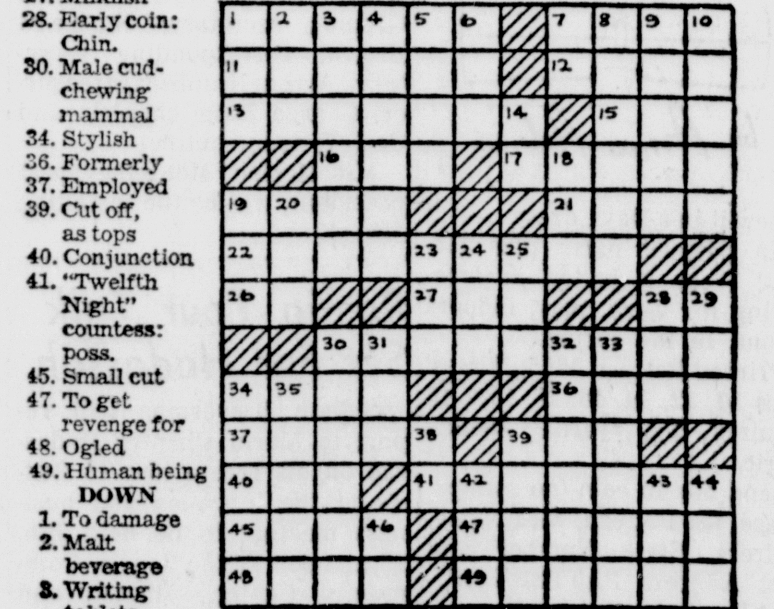 28. Early coin:
Chin.
30. Male cud-
chewing
mammal
34. Stylish
36. Formerly
37. Employed
39. Cut off,
as tops
40. Conjunction
41. "Twelfth
Night"
countess:
poss.
45. Small cut
47. To get
revenge for
48. Ogled
49. Human being
DOWN
1. To damage
2. Malt
beverage
3. Writing
1 2 3 4 5 6 7 8 9 10
11 12
13 14 15
16 17 18
19 20 21
22 23 24 25
26 27 28 29
30 31 32 33
34 35 36
37 38 39
40 41 42 43 44
45 46 47
48 49